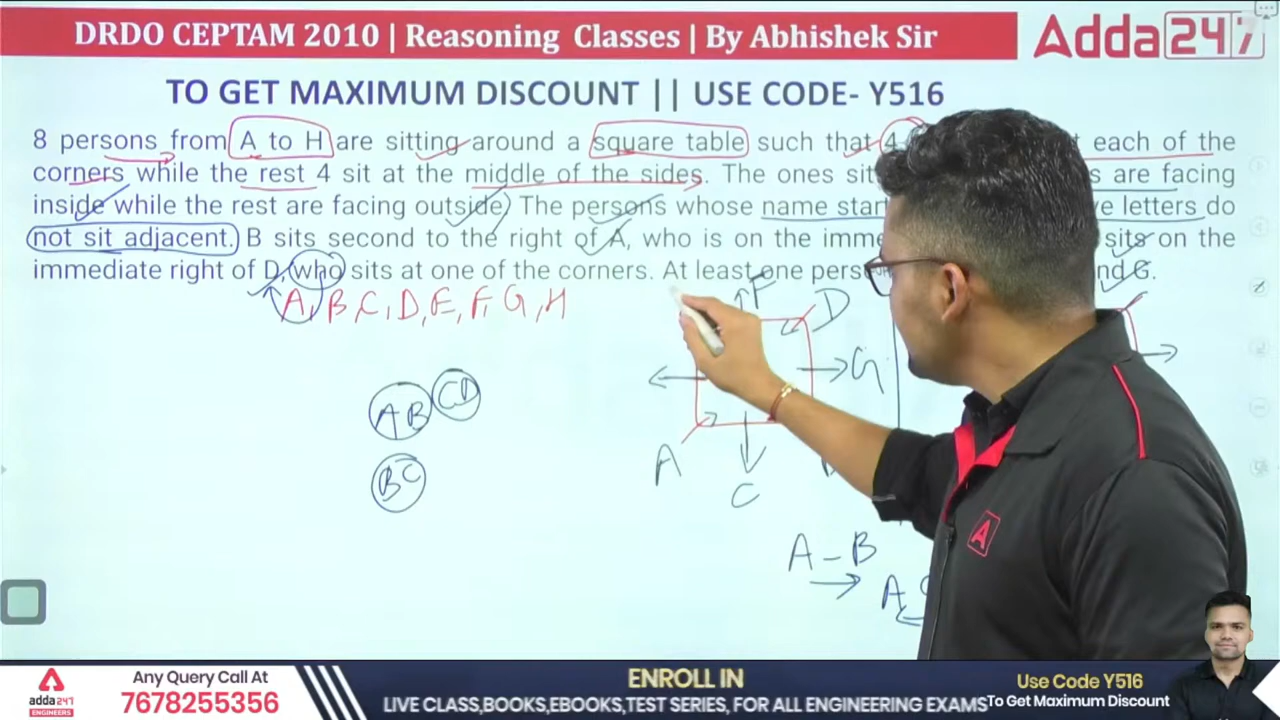 DRDO CEPTAM 2010 | Reasoning Classes | By Abhishek Sir
Adda247
TO GET MAXIMUM DISCOUNT || USE CODE- Y516
8 persons from A to H are sitting around a square table such that 4 each of the
corners while the rest 4 sit at the middle of the sides. The ones are facing
inside while the rest are facing outside. The persons whose name letters do
not sit adjacent. B sits second to the right of A, who is on the sits on the
immediate right of D, who sits at one of the corners. At least one G.
A, B, C, D, E, F, G, H
F D
AB CD
G
A
BC
C
A - B
A
ENROLL IN
LIVE CLASS,BOOKS,EBOOKS,TEST SERIES, FOR ALL ENGINEERING EXAMS
adda247
ENGINEERS
Any Query Call At
7678255356
Use Code Y516
To Get Maximum Discount